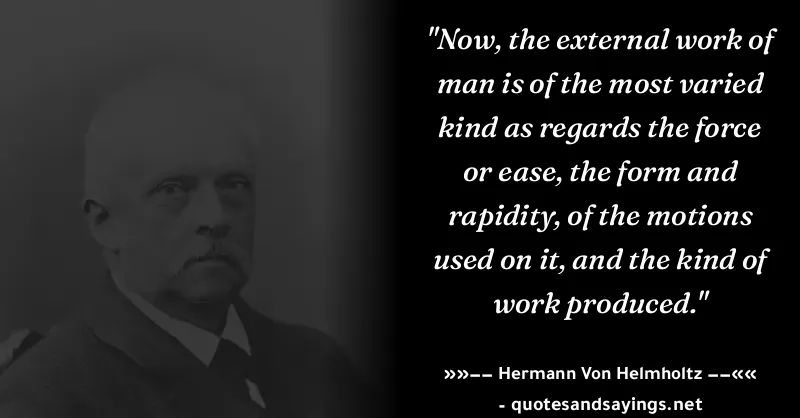 "Now, the external work of
man is of the most varied
kind as regards the force
or ease, the form and
rapidity, of the motions
used on it, and the kind of
work produced."
»»–– Hermann Von Helmholtz ––««
- quotesandsayings.net